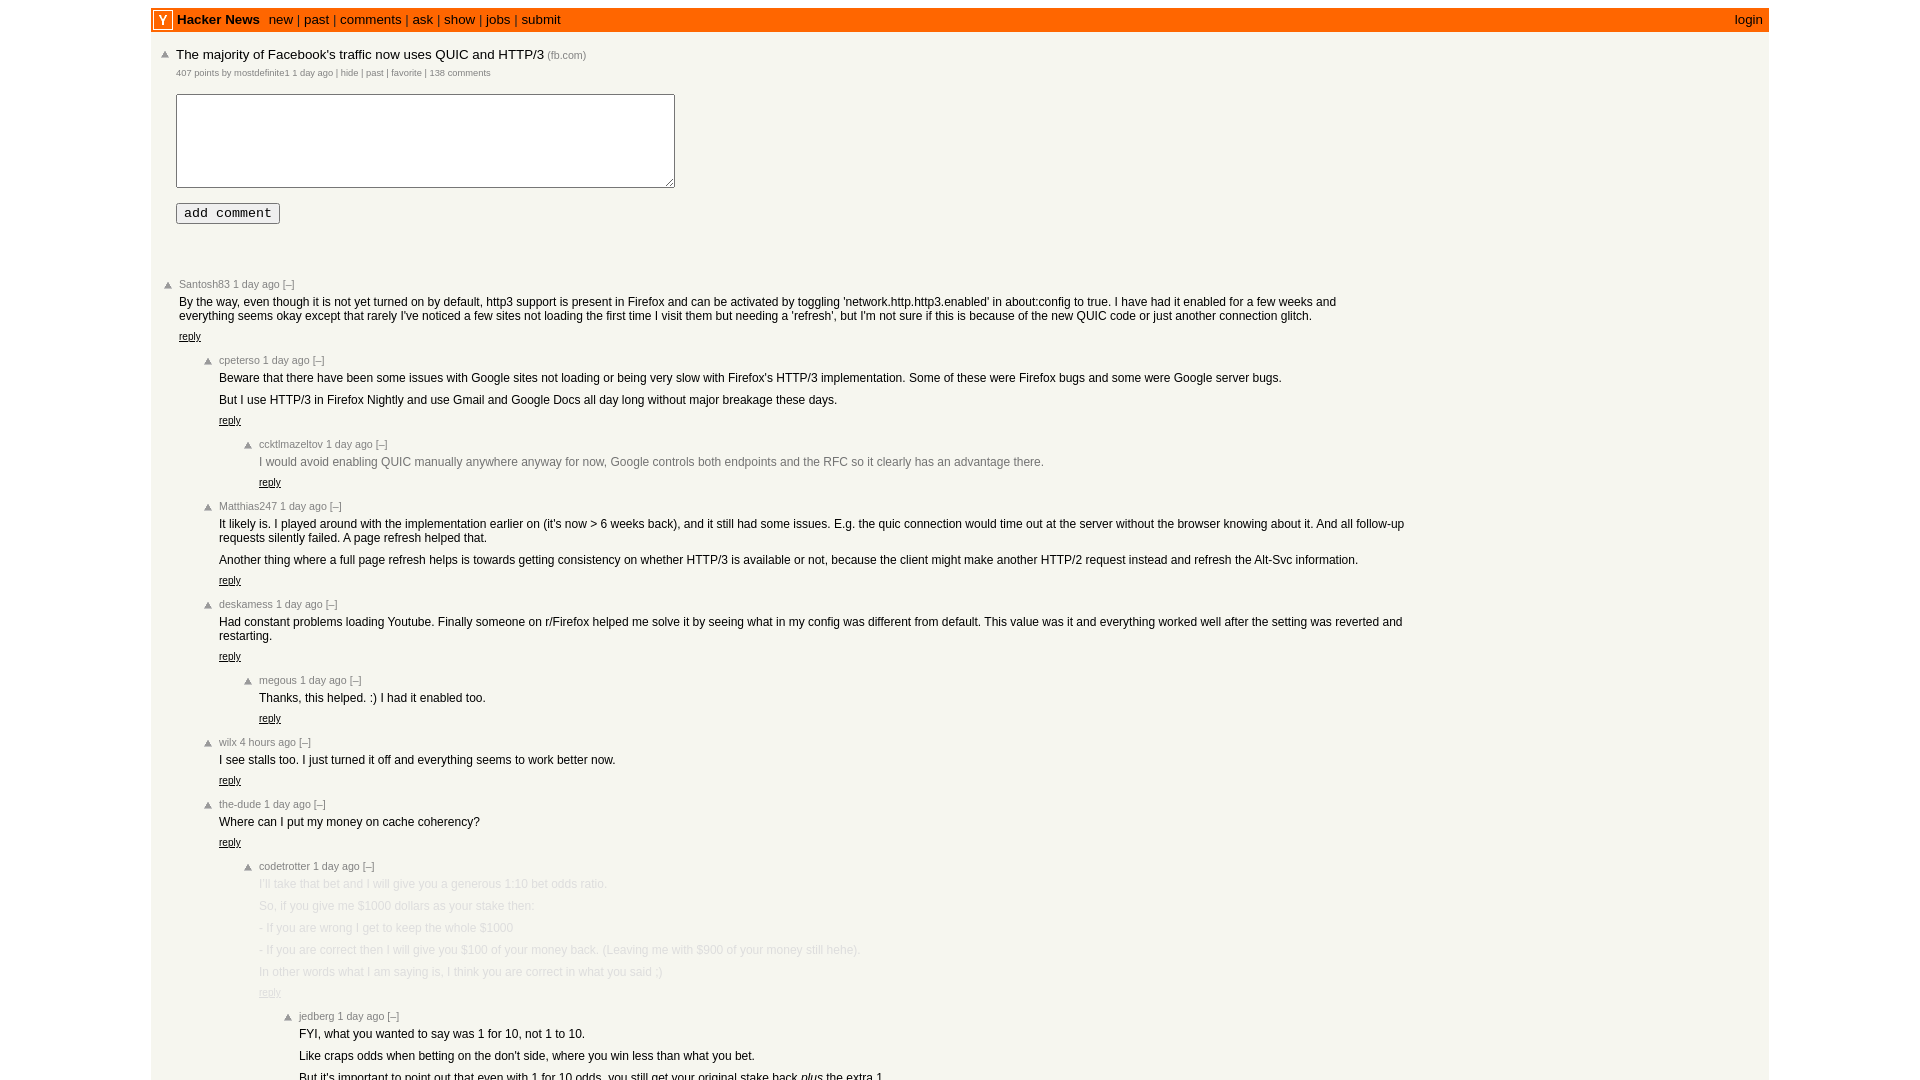 Y Hacker News new | past | comments | ask | show | jobs | submit login
The majority of Facebook's traffic now uses QUIC and HTTP/3 (fb.com)
407 points by mostdefinite1 1 day ago | hide | past | favorite | 138 comments
add comment
Santosh83 1 day ago [–]
By the way, even though it is not yet turned on by default, http3 support is present in Firefox and can be activated by toggling 'network.http.http3.enabled' in about:config to true. I have had it enabled for a few weeks and
everything seems okay except that rarely I've noticed a few sites not loading the first time I visit them but needing a 'refresh', but I'm not sure if this is because of the new QUIC code or just another connection glitch.
reply
cpeterso 1 day ago [–]
Beware that there have been some issues with Google sites not loading or being very slow with Firefox's HTTP/3 implementation. Some of these were Firefox bugs and some were Google server bugs.
But I use HTTP/3 in Firefox Nightly and use Gmail and Google Docs all day long without major breakage these days.
reply
ccktlmazeltov 1 day ago [–]
I would avoid enabling QUIC manually anywhere anyway for now, Google controls both endpoints and the RFC so it clearly has an advantage there.
reply
Matthias247 1 day ago [–]
It likely is. I played around with the implementation earlier on (it's now > 6 weeks back), and it still had some issues. E.g. the quic connection would time out at the server without the browser knowing about it. And all follow-up
requests silently failed. A page refresh helped that.
Another thing where a full page refresh helps is towards getting consistency on whether HTTP/3 is available or not, because the client might make another HTTP/2 request instead and refresh the Alt-Svc information.
reply
deskamess 1 day ago [–]
Had constant problems loading Youtube. Finally someone on r/Firefox helped me solve it by seeing what in my config was different from default. This value was it and everything worked well after the setting was reverted and
restarting.
reply
megous 1 day ago [–]
Thanks, this helped. :) I had it enabled too.
reply
wilx 4 hours ago [–]
I see stalls too. I just turned it off and everything seems to work better now.
reply
the-dude 1 day ago [–]
Where can I put my money on cache coherency?
reply
codetrotter 1 day ago [–]
I'll take that bet and I will give you a generous 1:10 bet odds ratio.
So, if you give me $1000 dollars as your stake then:
- If you are wrong I get to keep the whole $1000
- If you are correct then I will give you $100 of your money back. (Leaving me with $900 of your money still hehe).
In other words what I am saying is, I think you are correct in what you said ;)
reply
jedberg 1 day ago [–]
FYI, what you wanted to say was 1 for 10, not 1 to 10.
Like craps odds when betting on the don't side, where you win less than what you bet.
But it's important to point out that even with 1 for 10 odds, you still get your original stake back plus the extra 1.